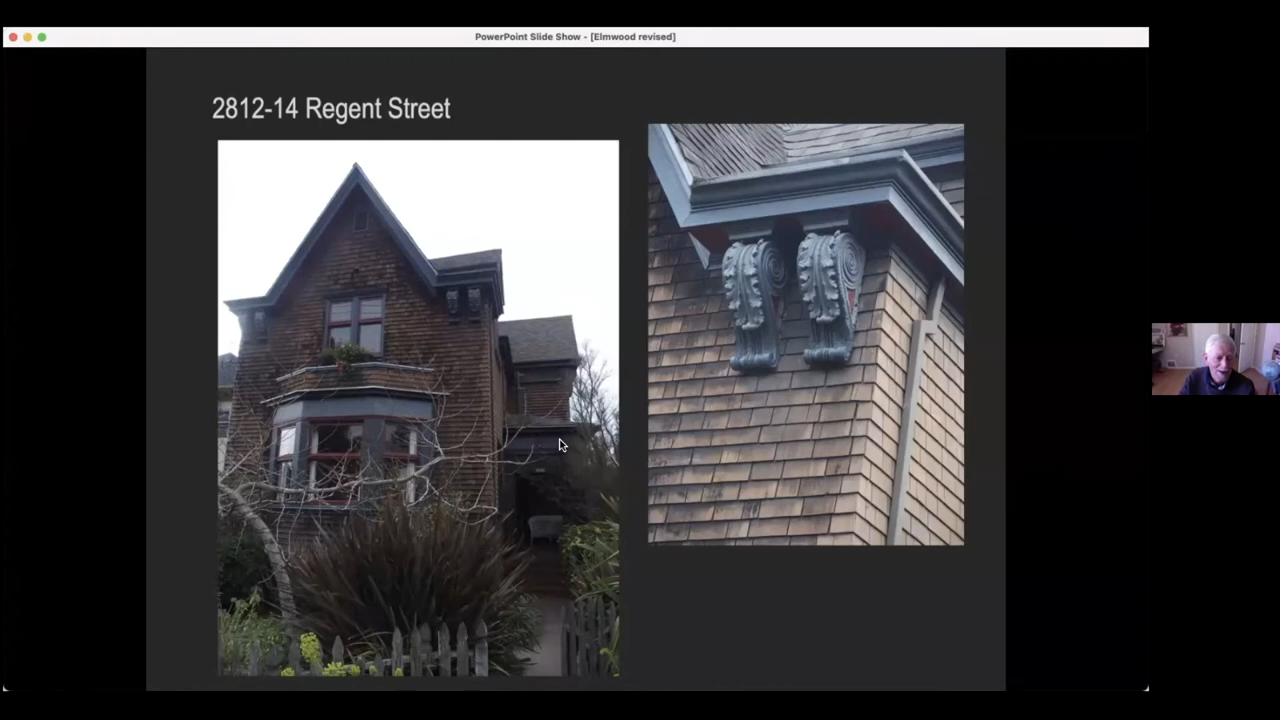 PowerPoint Slide Show - [Elmwood revised]
2812-14 Regent Street